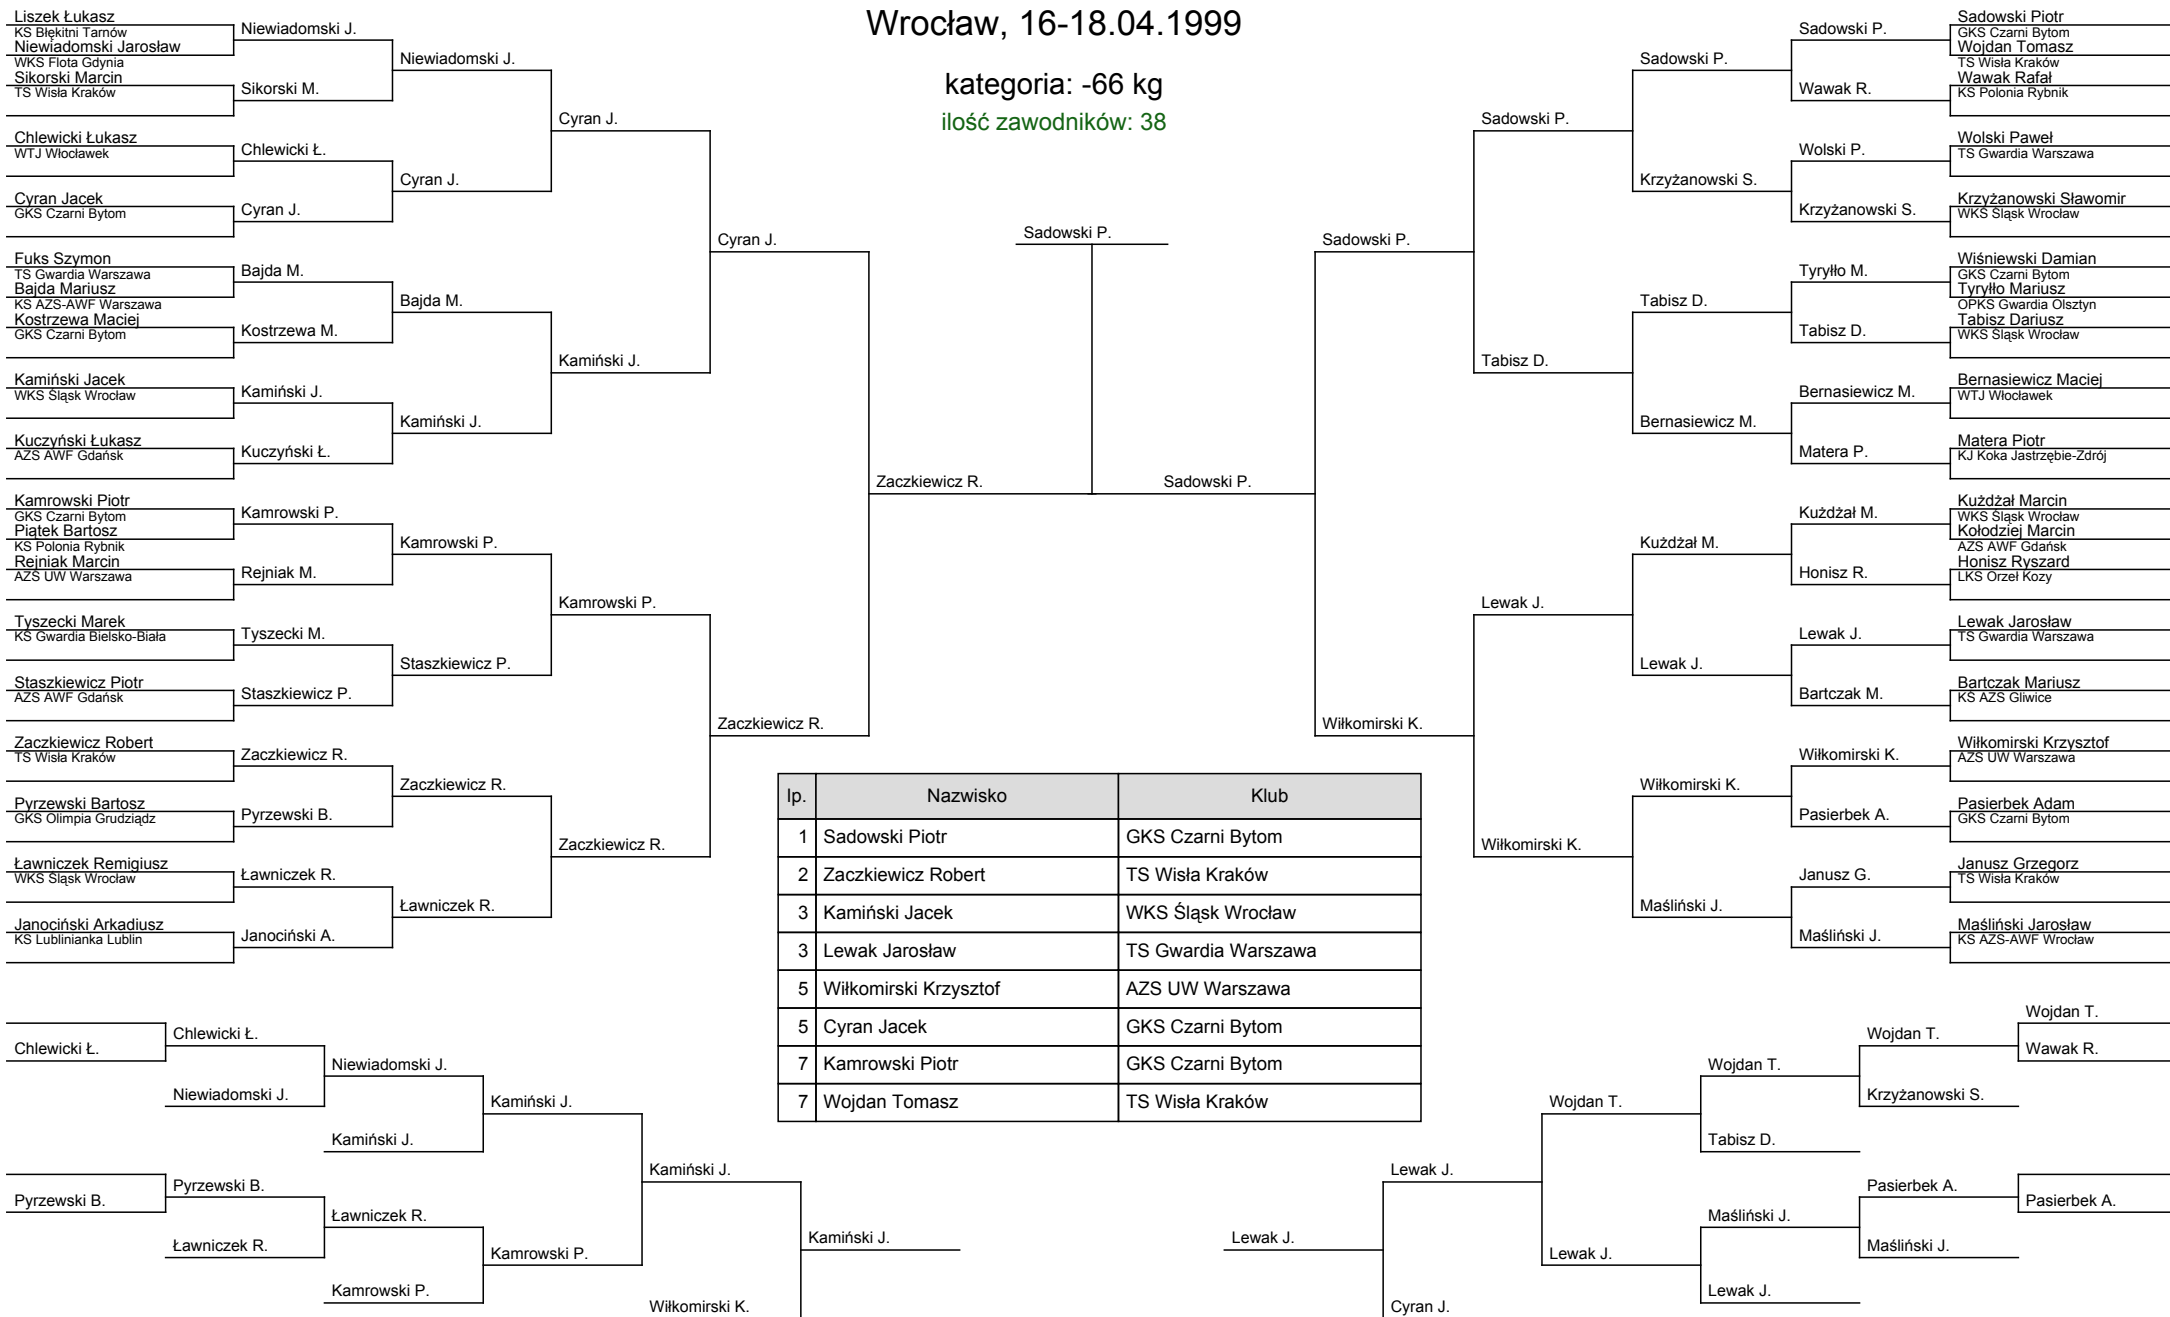 Wrocław, 16-18.04.1999
kategoria: -66 kg
ilość zawodników: 38
Liszek Łukasz
KS Błękitni Tarnów
Niewiadomski Jarosław
WKS Flota Gdynia
Sikorski Marcin
TS Wisła Kraków
Chlewicki Łukasz
WTJ Włocławek
Cyran Jacek
GKS Czarni Bytom
Fuks Szymon
TS Gwardia Warszawa
Bajda Mariusz
KS AZS-AWF Warszawa
Kostrzewa Maciej
GKS Czarni Bytom
Kamiński Jacek
WKS Śląsk Wrocław
Kuczyński Łukasz
AZS AWF Gdańsk
Kamrowski Piotr
GKS Czarni Bytom
Piątek Bartosz
KS Polonia Rybnik
Rejniak Marcin
AZS UW Warszawa
Tyszecki Marek
KS Gwardia Bielsko-Biała
Staszkiewicz Piotr
AZS AWF Gdańsk
Zaczkiewicz Robert
TS Wisła Kraków
Pyrzewski Bartosz
GKS Olimpia Grudziądz
Ławniczek Remigiusz
WKS Śląsk Wrocław
Janociński Arkadiusz
KS Lublinianka Lublin
Niewiadomski J.
Sikorski M.
Chlewicki Ł.
Cyran J.
Bajda M.
Kostrzewa M.
Kamiński J.
Kuczyński Ł.
Kamrowski P.
Rejniak M.
Tyszecki M.
Staszkiewicz P.
Zaczkiewicz R.
Pyrzewski B.
Ławniczek R.
Janociński A.
Niewiadomski J.
Cyran J.
Bajda M.
Kamiński J.
Kamrowski P.
Staszkiewicz P.
Zaczkiewicz R.
Ławniczek R.
Cyran J.
Kamiński J.
Kamrowski P.
Zaczkiewicz R.
Cyran J.
Zaczkiewicz R.
Zaczkiewicz R.
Sadowski P.
Sadowski P.
Sadowski P.
Wiłkomirski K.
Sadowski P.
Tabisz D.
Lewak J.
Wiłkomirski K.
Sadowski P.
Krzyżanowski S.
Tabisz D.
Bernasiewicz M.
Kużdżał M.
Lewak J.
Wiłkomirski K.
Maśliński J.
Sadowski P.
Wawak R.
Wolski P.
Krzyżanowski S.
Tyryłło M.
Tabisz D.
Bernasiewicz M.
Matera P.
Kużdżał M.
Honisz R.
Lewak J.
Bartczak M.
Wiłkomirski K.
Pasierbek A.
Janusz G.
Maśliński J.
Sadowski Piotr
GKS Czarni Bytom
Wojdan Tomasz
TS Wisła Kraków
Wawak Rafał
KS Polonia Rybnik
Wolski Paweł
TS Gwardia Warszawa
Krzyżanowski Sławomir
WKS Śląsk Wrocław
Wiśniewski Damian
GKS Czarni Bytom
Tyryłło Mariusz
OPKS Gwardia Olsztyn
Tabisz Dariusz
WKS Śląsk Wrocław
Bernasiewicz Maciej
WTJ Włocławek
Matera Piotr
KJ Koka Jastrzębie-Zdrój
Kużdżał Marcin
WKS Śląsk Wrocław
Kołodziej Marcin
AZS AWF Gdańsk
Honisz Ryszard
LKS Orzeł Kozy
Lewak Jarosław
TS Gwardia Warszawa
Bartczak Mariusz
KS AZS Gliwice
Wiłkomirski Krzysztof
AZS UW Warszawa
Pasierbek Adam
GKS Czarni Bytom
Janusz Grzegorz
TS Wisła Kraków
Maśliński Jarosław
KS AZS-AWF Wrocław
lp. Nazwisko Klub
1 Sadowski Piotr GKS Czarni Bytom
2 Zaczkiewicz Robert TS Wisła Kraków
3 Kamiński Jacek WKS Śląsk Wrocław
3 Lewak Jarosław TS Gwardia Warszawa
5 Wiłkomirski Krzysztof AZS UW Warszawa
5 Cyran Jacek GKS Czarni Bytom
7 Kamrowski Piotr GKS Czarni Bytom
7 Wojdan Tomasz TS Wisła Kraków
Chlewicki Ł.
Pyrzewski B.
Chlewicki Ł.
Niewiadomski J.
Pyrzewski B.
Ławniczek R.
Niewiadomski J.
Kamiński J.
Ławniczek R.
Kamrowski P.
Kamiński J.
Kamrowski P.
Kamiński J.
Wiłkomirski K.
Kamiński J.
Lewak J.
Lewak J.
Cyran J.
Wojdan T.
Lewak J.
Wojdan T.
Tabisz D.
Maśliński J.
Lewak J.
Wojdan T.
Krzyżanowski S.
Pasierbek A.
Maśliński J.
Wojdan T.
Wawak R.
Pasierbek A.